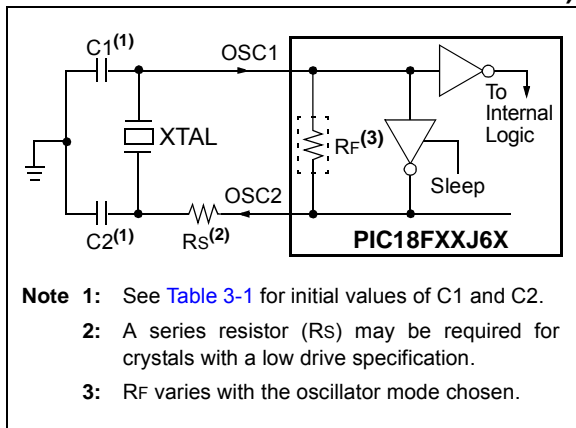 C1(1)
OSC1
To
Internal
Logic
XTAL
RF(3)
Sleep
OSC2
C2(1)
RS(2)
PIC18FXXJ6X
Note 1: See Table 3-1 for initial values of C1 and C2.
2: A series resistor (RS) may be required for
crystals with a low drive specification.
3: RF varies with the oscillator mode chosen.